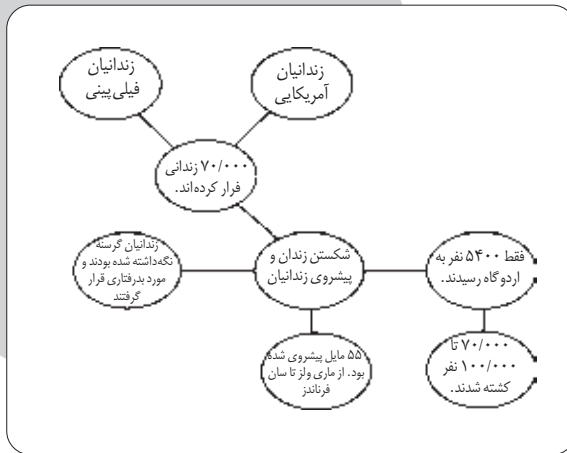 زندانیان
فیلی‌پینی
زندانیان
آمریکایی
۷۰/۰۰۰ زندانی
فرار کرده‌اند.
زندانیان گرسنه
نگه‌داشته شده بودند و
مورد بدرفتاری قرار
گرفتند
شکستن زندان و
پیشروی زندانیان
فقط ۵۴۰۰ نفر به
اردوگاه رسیدند.
۵۵ مایل پیشروی شده
بود. از ماری ولز تا سان
فرناندز
۷۰/۰۰۰ تا
۱۰۰/۰۰۰ نفر
کشته شدند.